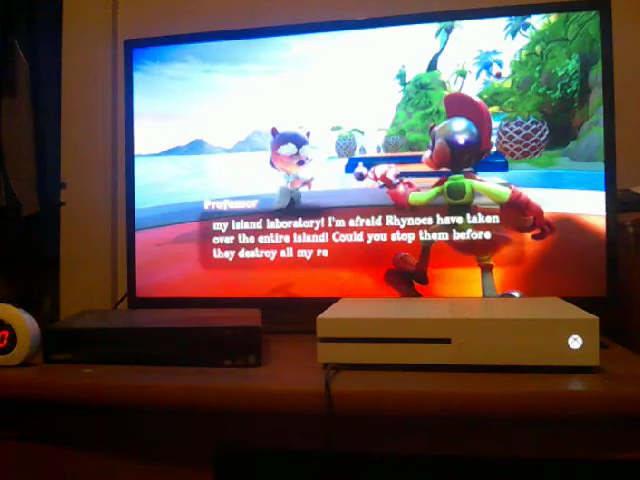 Professor
my island laboratory! I'm afraid Rhynocs have taken
over the entire island! Could you stop them before
they destroy all my re
0